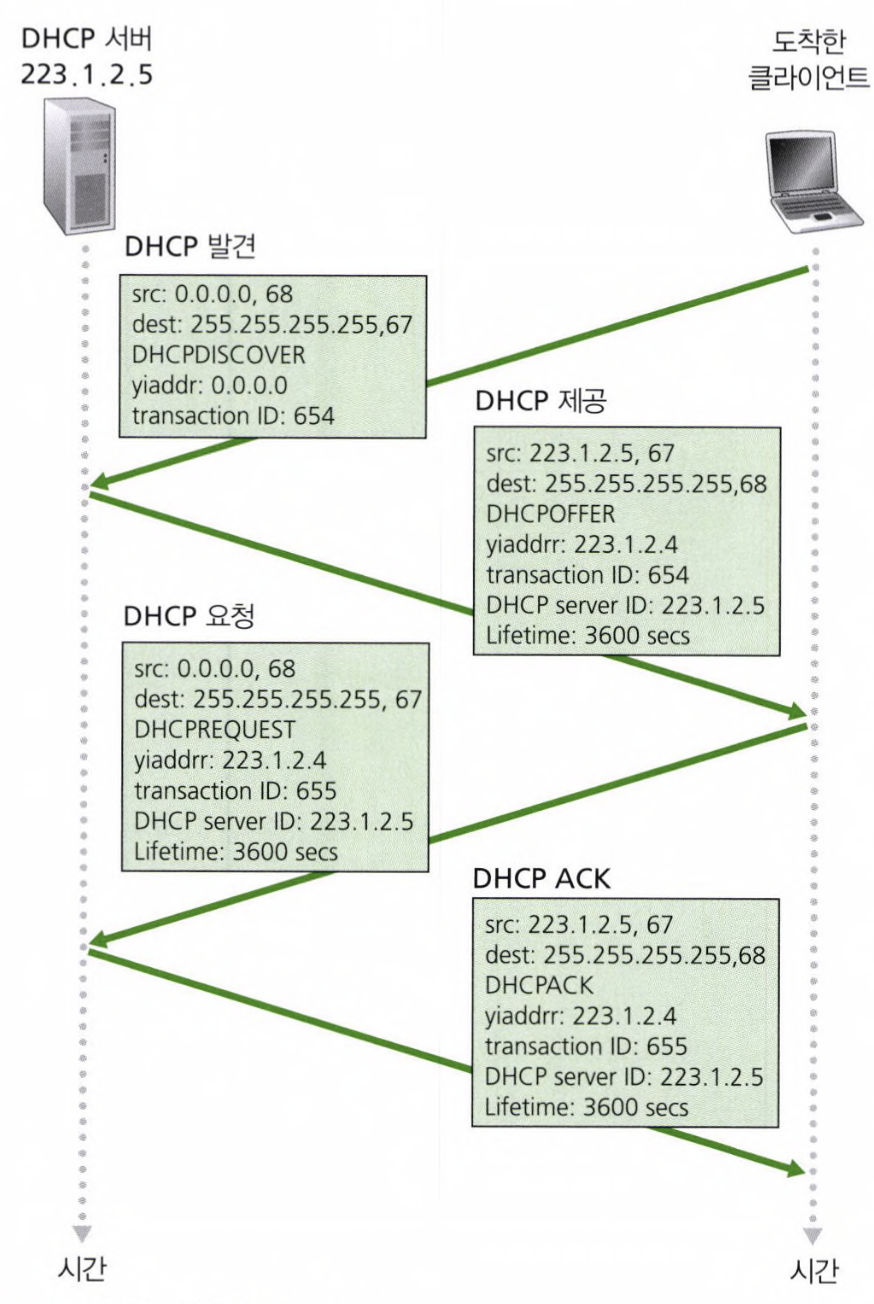 DHCP 서버
223.1.2.5
도착한
클라이언트
DHCP 발견
src: 0.0.0.0, 68
dest: 255.255.255.255,67
DHCPDISCOVER
yiaddr: 0.0.0.0
transaction ID: 654
DHCP 제공
src: 223.1.2.5, 67
dest: 255.255.255.255,68
DHCPOFFER
yiaddrr: 223.1.2.4
transaction ID: 654
DHCP server ID: 223.1.2.5
Lifetime: 3600 secs
DHCP 요청
src: 0.0.0.0, 68
dest: 255.255.255.255, 67
DHCPREQUEST
yiaddrr: 223.1.2.4
transaction ID: 655
DHCP server ID: 223.1.2.5
Lifetime: 3600 secs
DHCP ACK
src: 223.1.2.5, 67
dest: 255.255.255.255,68
DHCPACK
yiaddrr: 223.1.2.4
transaction ID: 655
DHCP server ID: 223.1.2.5
Lifetime: 3600 secs
시간
시간